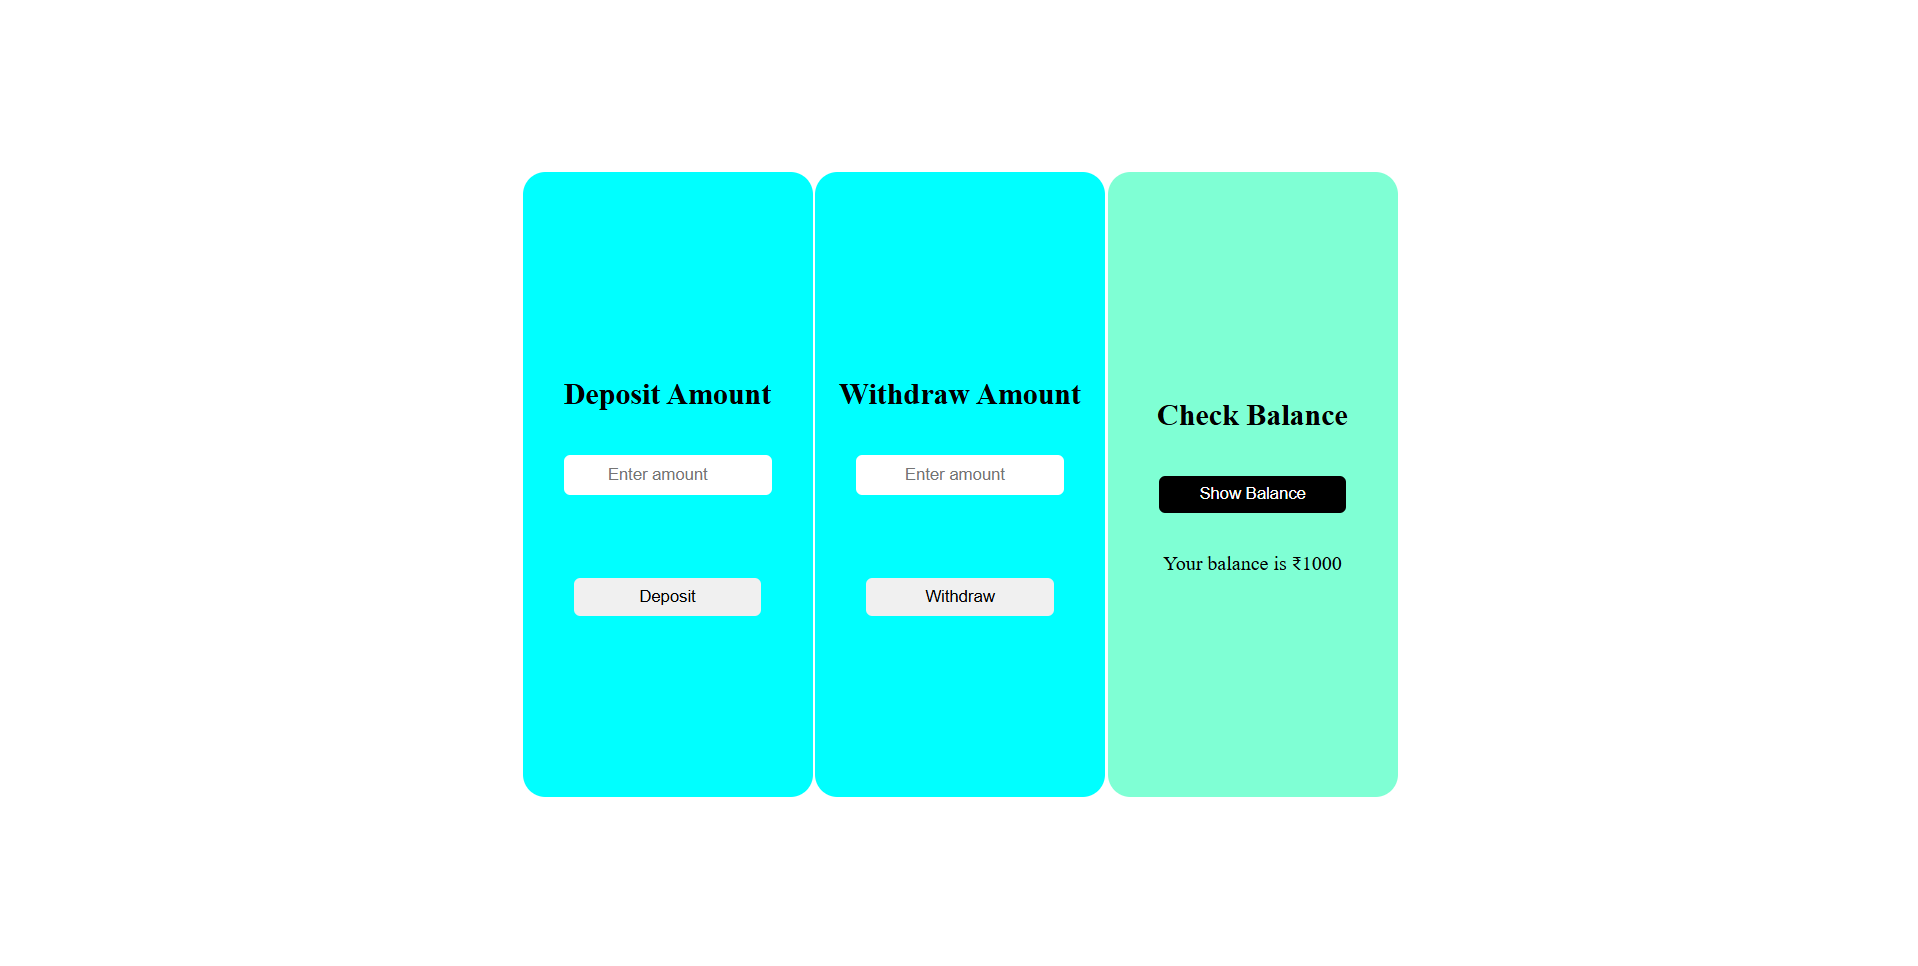 Deposit Amount
Enter amount
Deposit
Withdraw Amount
Enter amount
Withdraw
Check Balance
Show Balance
Your balance is ₹1000